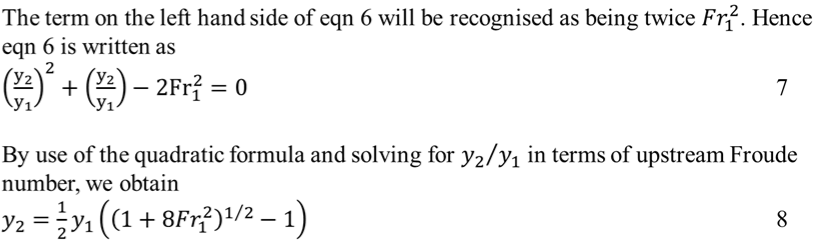 The term on the left hand side of eqn 6 will be recognised as being twice Fr₁². Hence
eqn 6 is written as
(y₂/y₁)² + (y₂/y₁) − 2Fr₁² = 0 7
By use of the quadratic formula and solving for y₂/y₁ in terms of upstream Froude
number, we obtain
y₂ = ½y₁((1 + 8Fr₁²)^1/2 − 1) 8